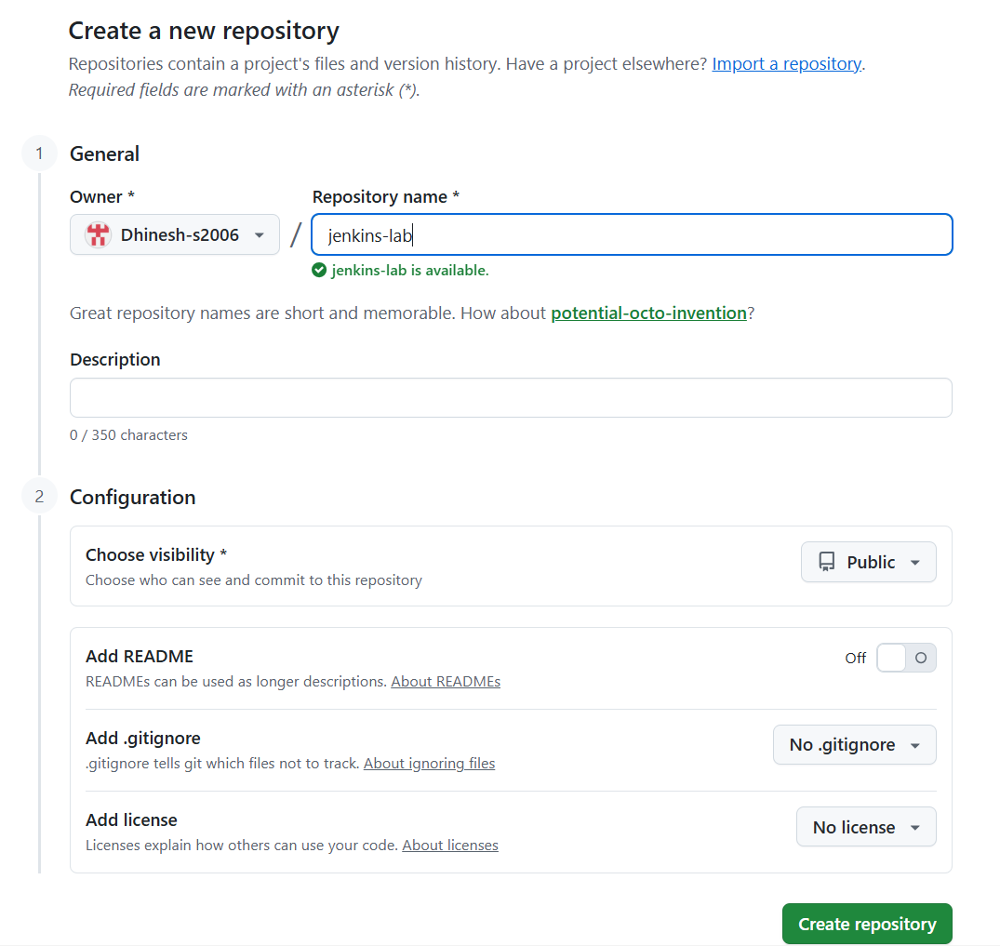 Create a new repository
Repositories contain a project's files and version history. Have a project elsewhere? Import a repository.
Required fields are marked with an asterisk (*).
1 General
Owner * Repository name *
Dhinesh-s2006 / jenkins-lab
jenkins-lab is available.
Great repository names are short and memorable. How about potential-octo-invention?
Description
0 / 350 characters
2 Configuration
Choose visibility *
Public
Choose who can see and commit to this repository
Add README
Off
READMEs can be used as longer descriptions. About READMEs
Add .gitignore
No .gitignore
.gitignore tells git which files not to track. About ignoring files
Add license
No license
Licenses explain how others can use your code. About licenses
Create repository